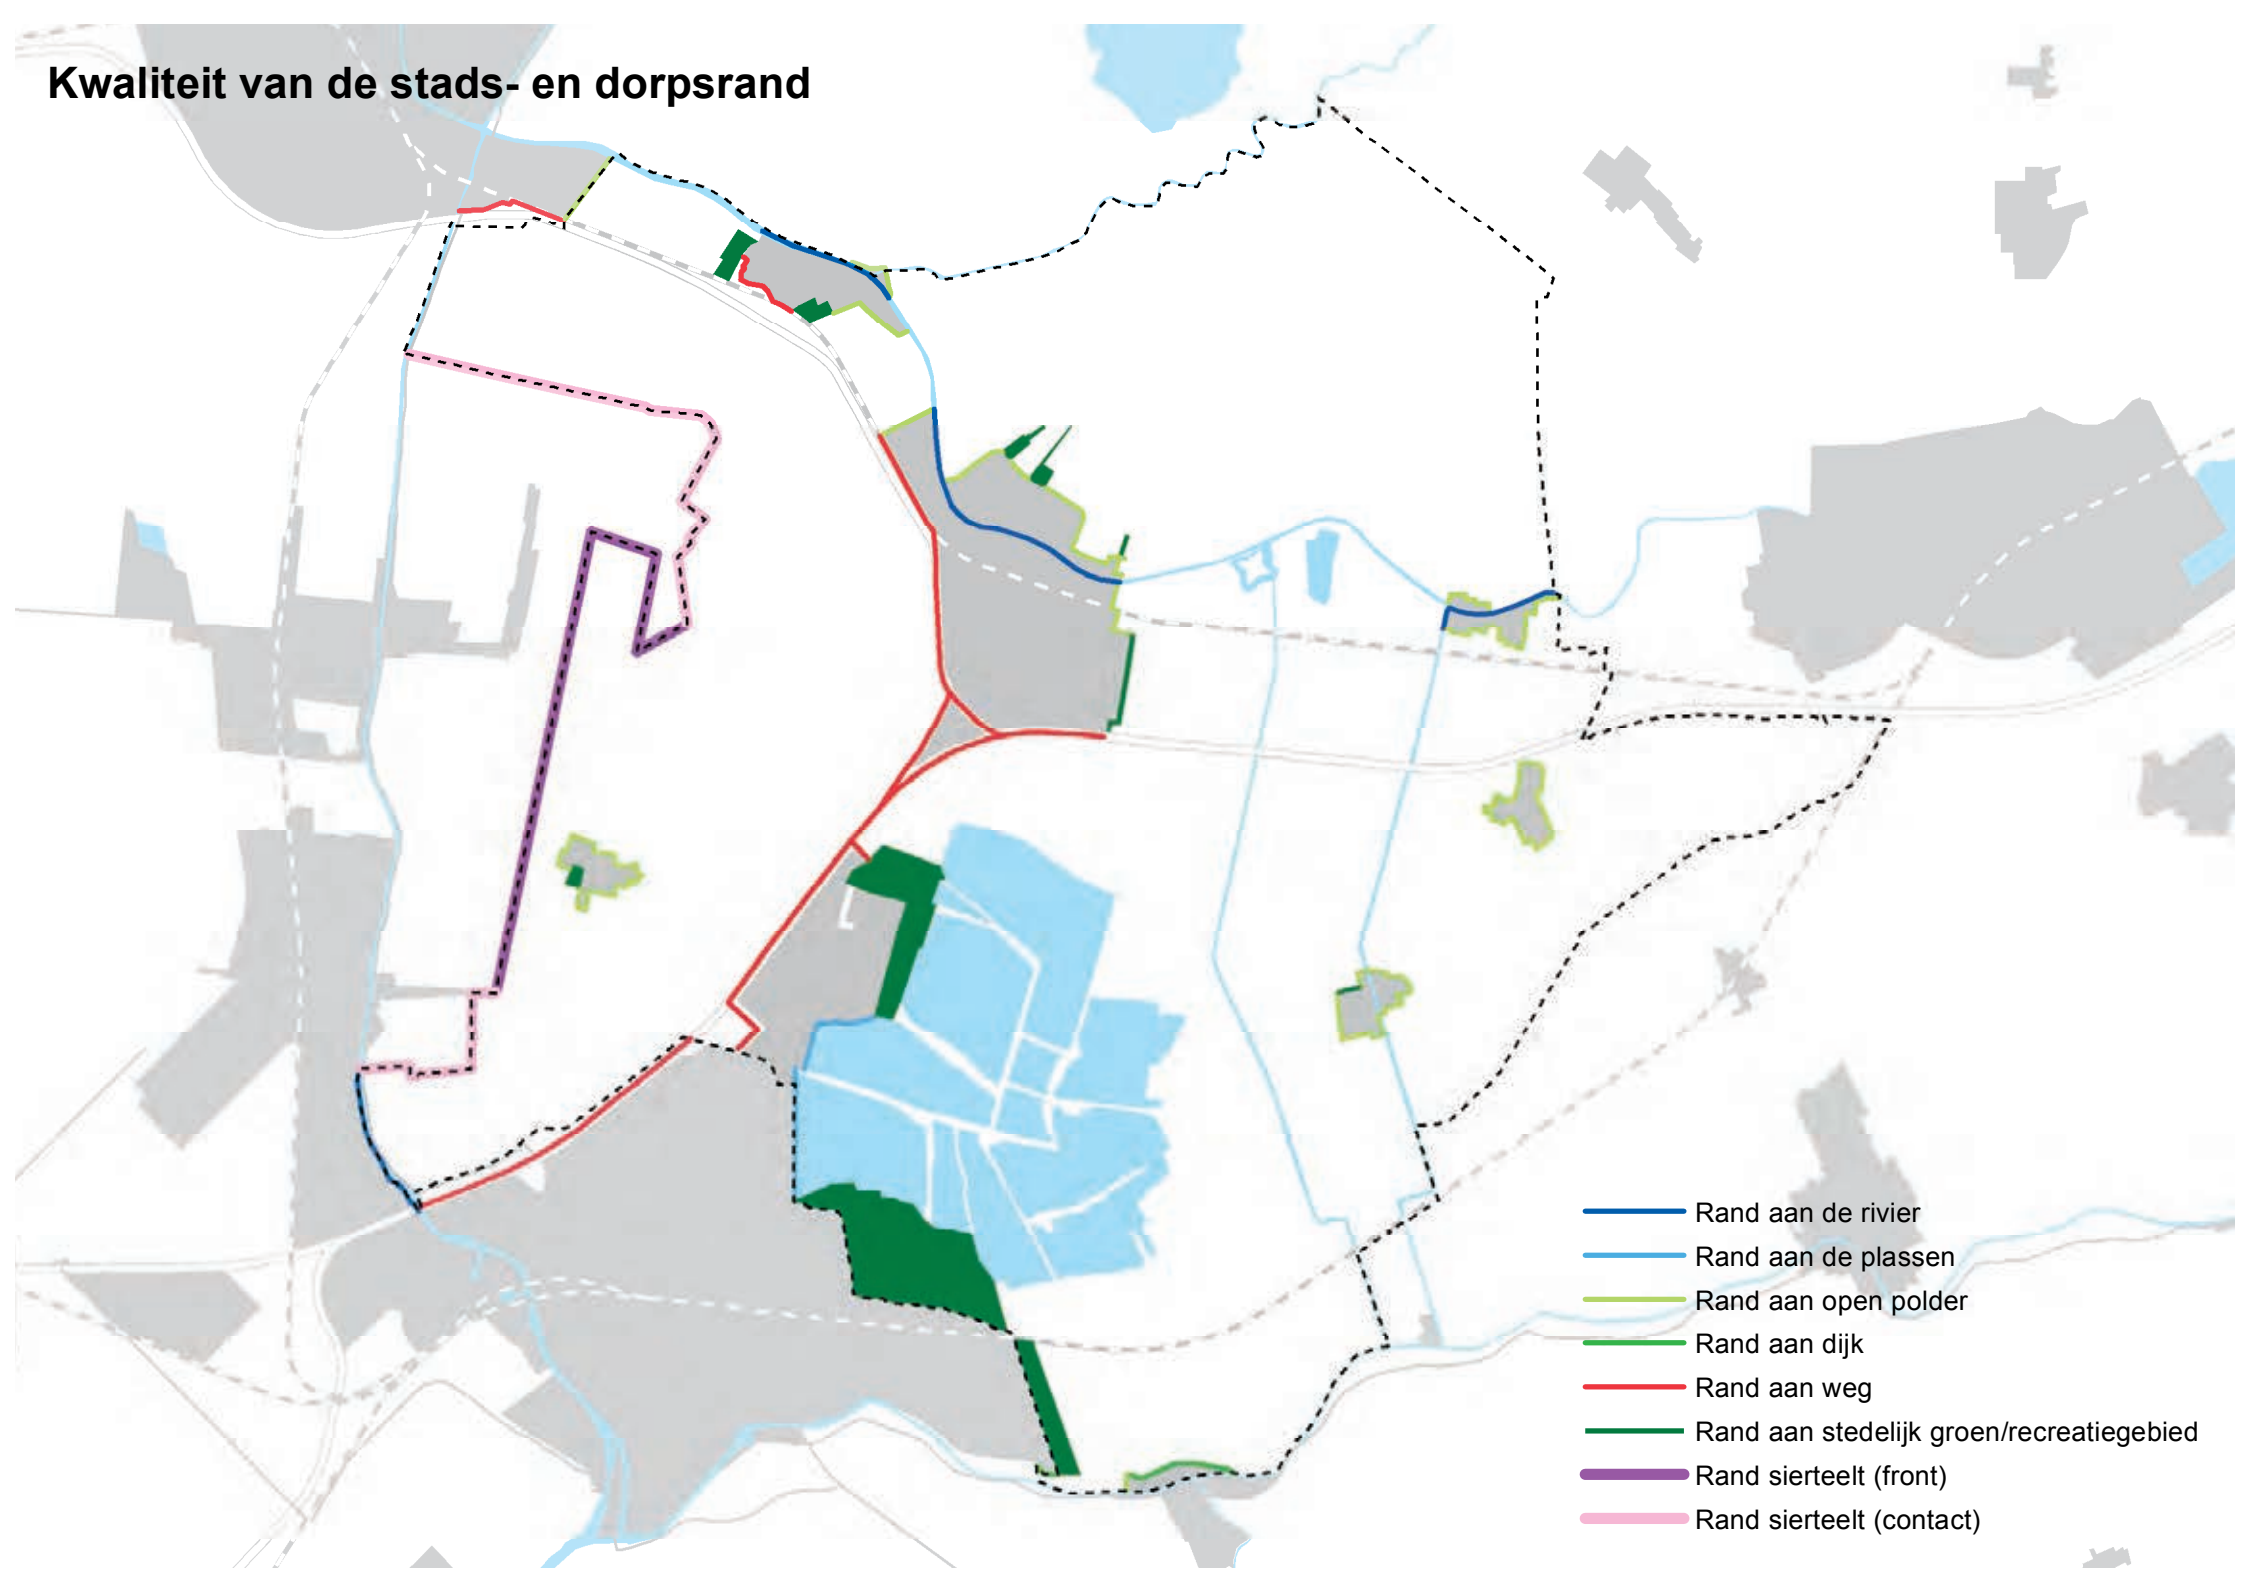 Kwaliteit van de stads- en dorpsrand
Rand aan de rivier
Rand aan de plassen
Rand aan open polder
Rand aan dijk
Rand aan weg
Rand aan stedelijk groen/recreatiegebied
Rand sierteelt (front)
Rand sierteelt (contact)